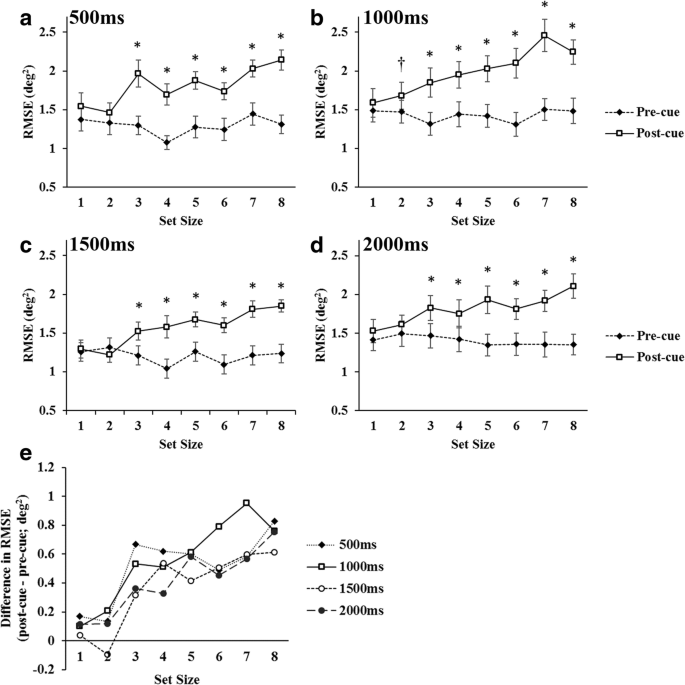 a 500ms
2.5
2
1.5
1
0.5
RMSE (deg²)
* * * * * *
1 2 3 4 5 6 7 8
Set Size
b 1000ms
2.5
2
1.5
1
0.5
RMSE (deg²)
† * * * * * *
1 2 3 4 5 6 7 8
Set Size
Pre-cue
Post-cue
c 1500ms
2.5
2
1.5
1
0.5
RMSE (deg²)
* * * * * *
1 2 3 4 5 6 7 8
Set Size
d 2000ms
2.5
2
1.5
1
0.5
RMSE (deg²)
* * * * * *
1 2 3 4 5 6 7 8
Set Size
Pre-cue
Post-cue
e
1.2
1
0.8
0.6
0.4
0.2
0
-0.2
Difference in RMSE
(post-cue - pre-cue; deg²)
1 2 3 4 5 6 7 8
Set Size
500ms
1000ms
1500ms
2000ms